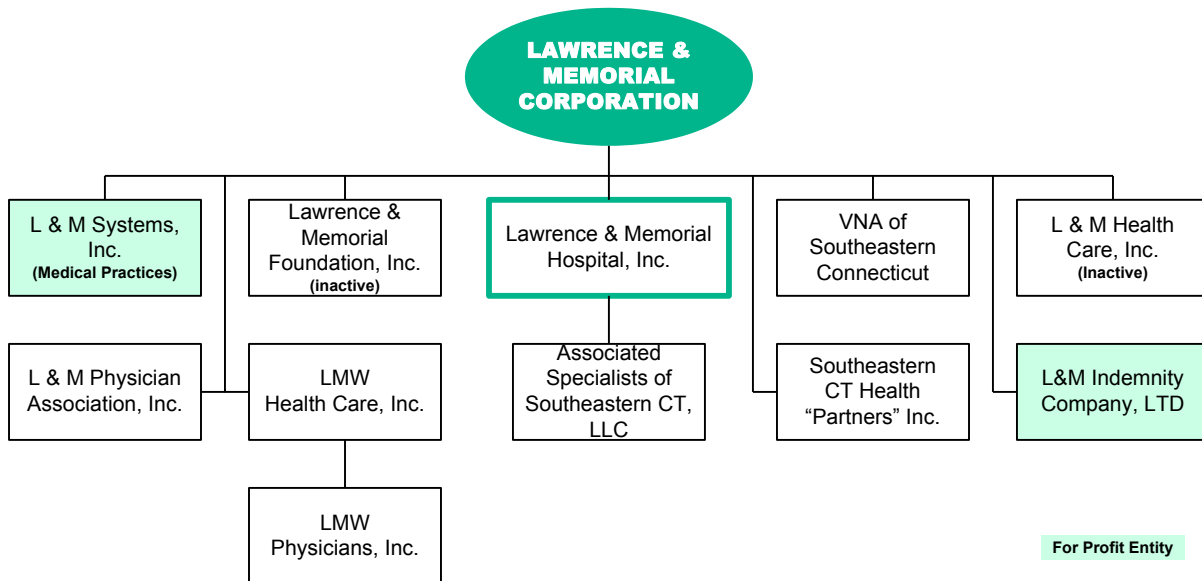 LAWRENCE &
MEMORIAL
CORPORATION
L & M Systems,
Inc.
(Medical Practices)
Lawrence &
Memorial
Foundation, Inc.
(inactive)
Lawrence & Memorial
Hospital, Inc.
VNA of
Southeastern
Connecticut
L & M Health
Care, Inc.
(Inactive)
L & M Physician
Association, Inc.
LMW
Health Care, Inc.
Associated
Specialists of
Southeastern CT,
LLC
Southeastern
CT Health
“Partners” Inc.
L&M Indemnity
Company, LTD
LMW
Physicians, Inc.
For Profit Entity